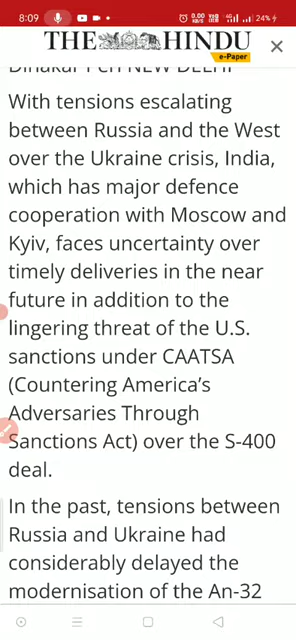 8:09
0.00
KB/S
24%
THE HINDU
e-Paper
With tensions escalating
between Russia and the West
over the Ukraine crisis, India,
which has major defence
cooperation with Moscow and
Kyiv, faces uncertainty over
timely deliveries in the near
future in addition to the
lingering threat of the U.S.
sanctions under CAATSA
(Countering America's
Adversaries Through
Sanctions Act) over the S-400
deal.
In the past, tensions between
Russia and Ukraine had
considerably delayed the
modernisation of the An-32